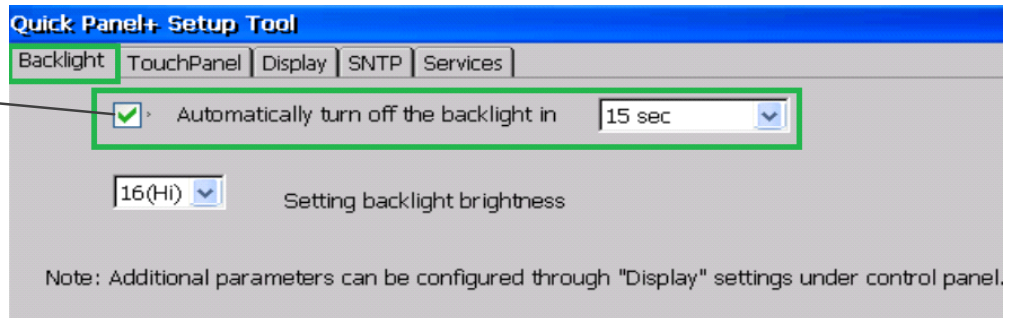 Quick Panel+ Setup Tool
Backlight TouchPanel Display SNTP Services
Automatically turn off the backlight in 15 sec
16(Hi) Setting backlight brightness
Note: Additional parameters can be configured through "Display" settings under control panel.